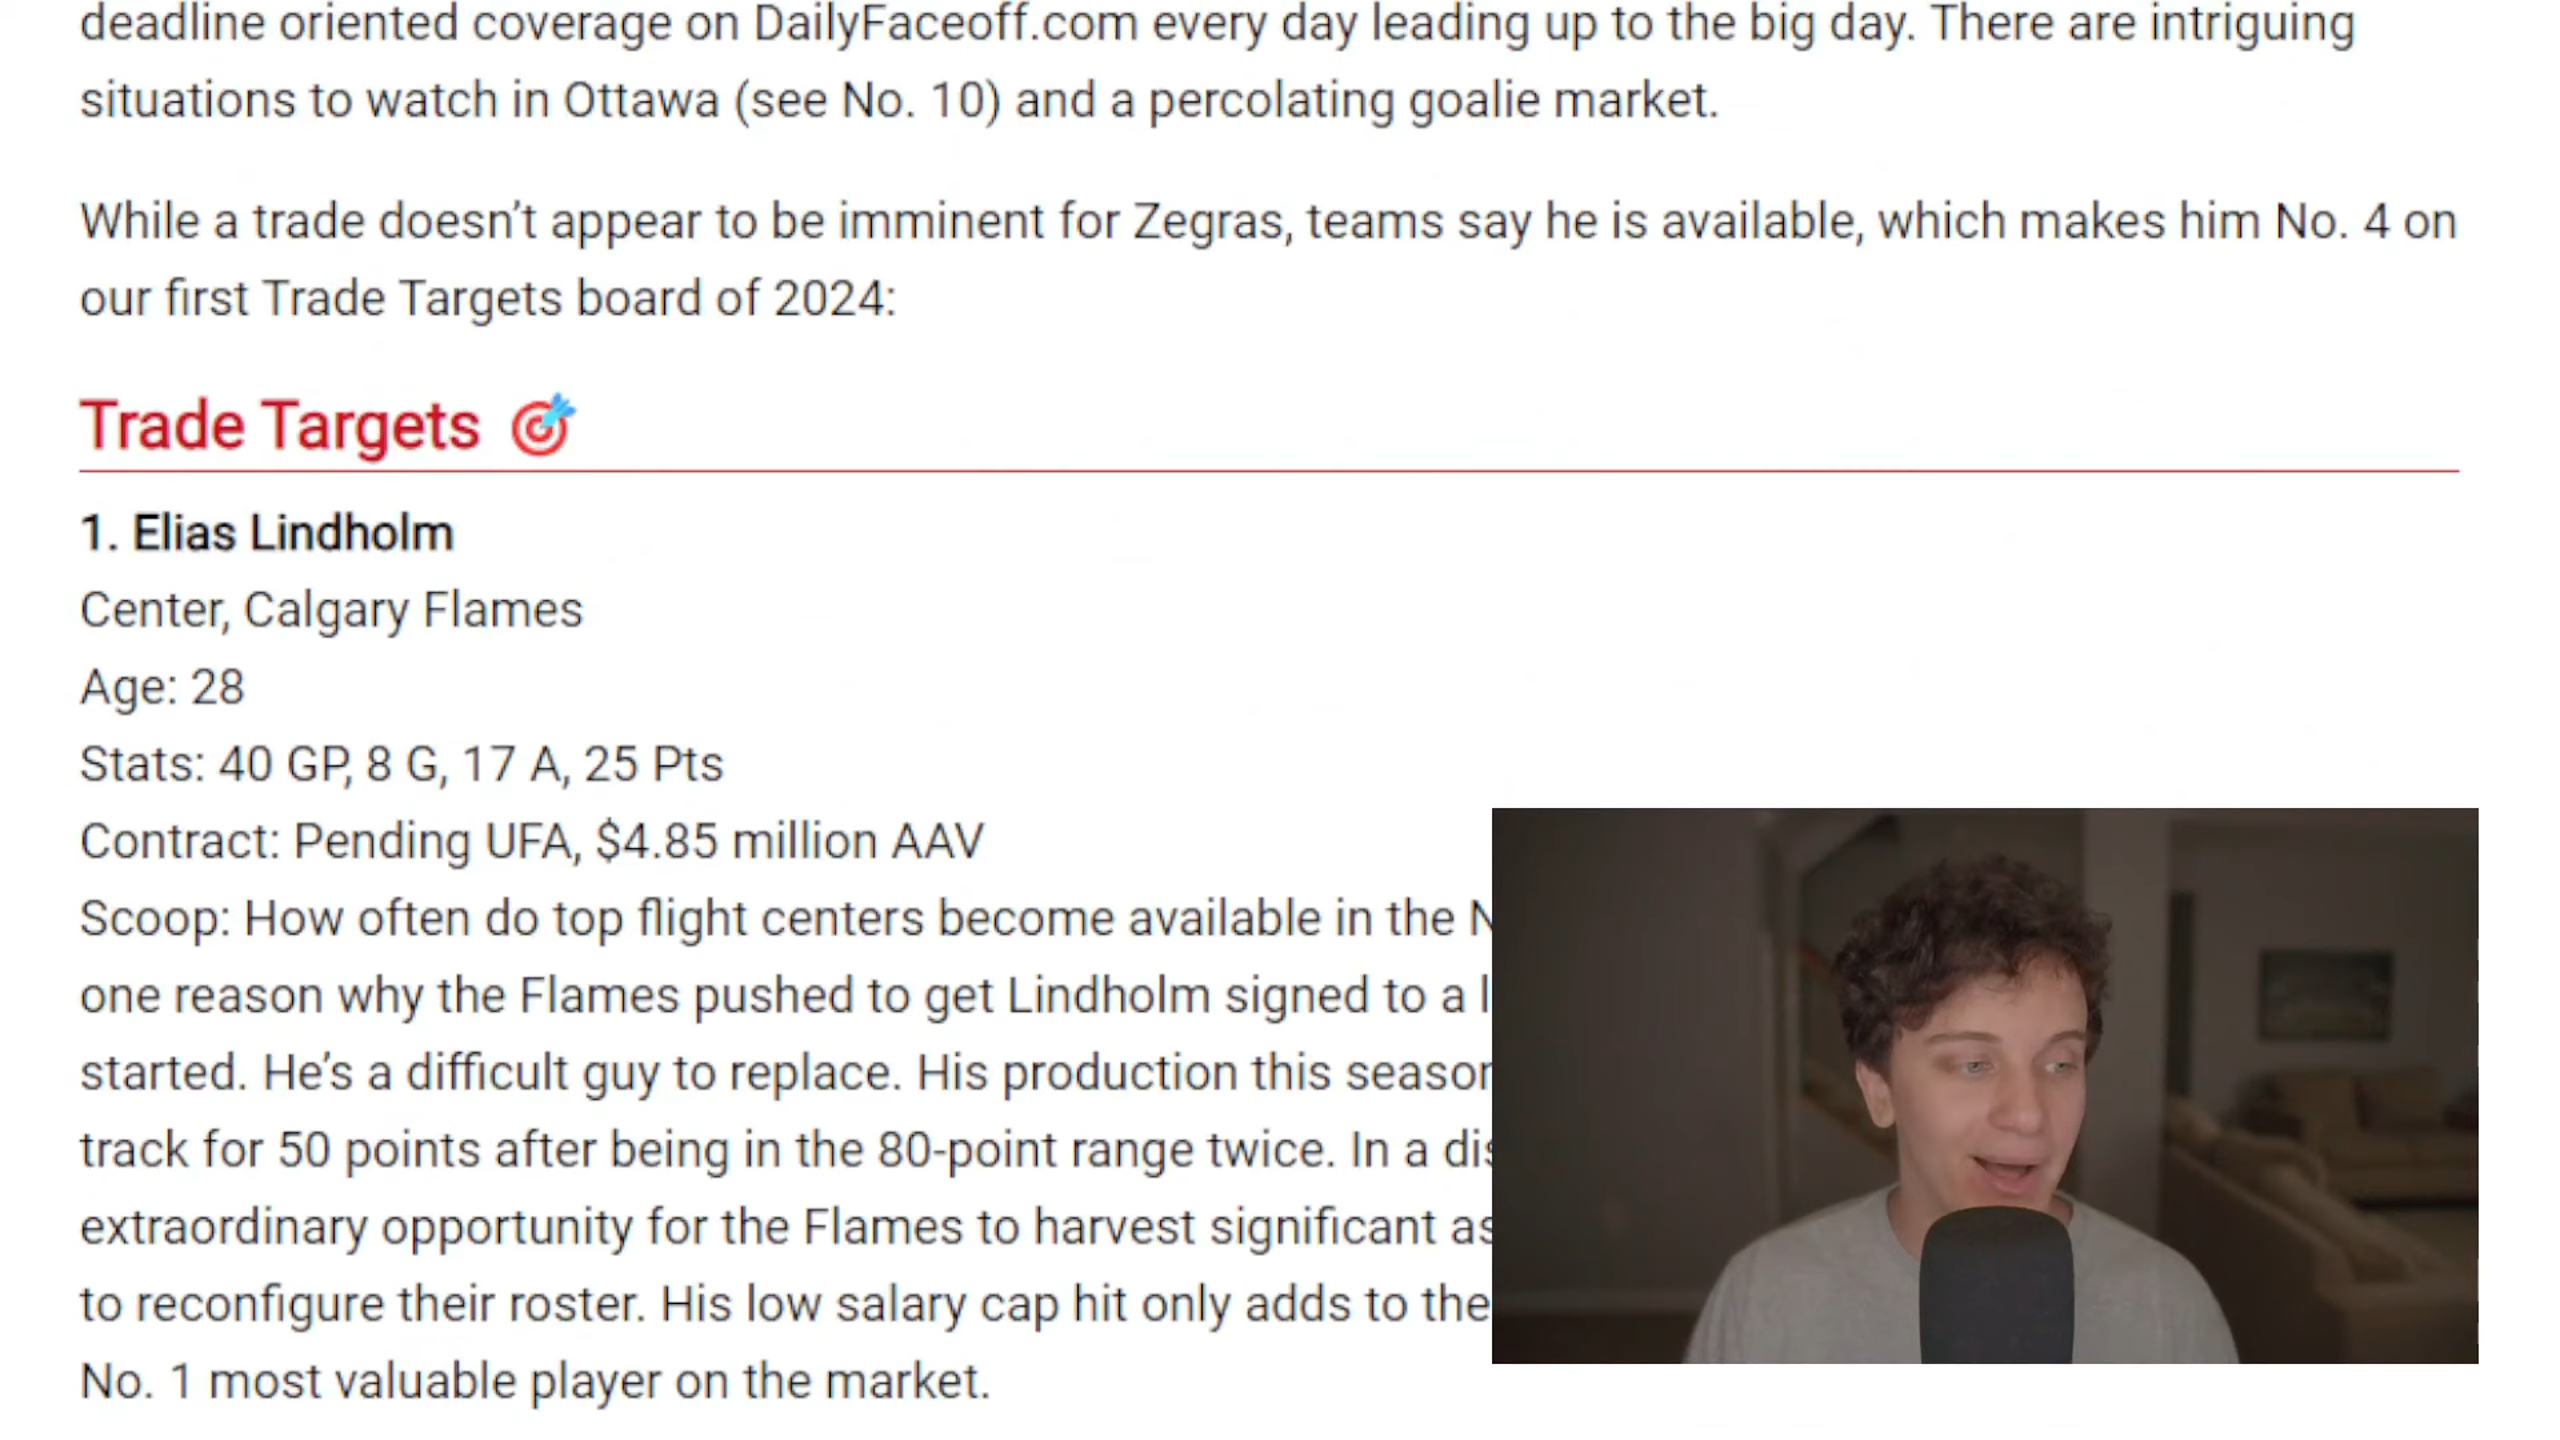 deadline oriented coverage on DailyFaceoff.com every day leading up to the big day. There are intriguing
situations to watch in Ottawa (see No. 10) and a percolating goalie market.
While a trade doesn’t appear to be imminent for Zegras, teams say he is available, which makes him No. 4 on
our first Trade Targets board of 2024:
Trade Targets 🎯
1. Elias Lindholm
Center, Calgary Flames
Age: 28
Stats: 40 GP, 8 G, 17 A, 25 Pts
Contract: Pending UFA, $4.85 million AAV
Scoop: How often do top flight centers become available in the
one reason why the Flames pushed to get Lindholm signed to a
started. He’s a difficult guy to replace. His production this season
track for 50 points after being in the 80-point range twice. In a
extraordinary opportunity for the Flames to harvest significant
to reconfigure their roster. His low salary cap hit only adds to the
No. 1 most valuable player on the market.